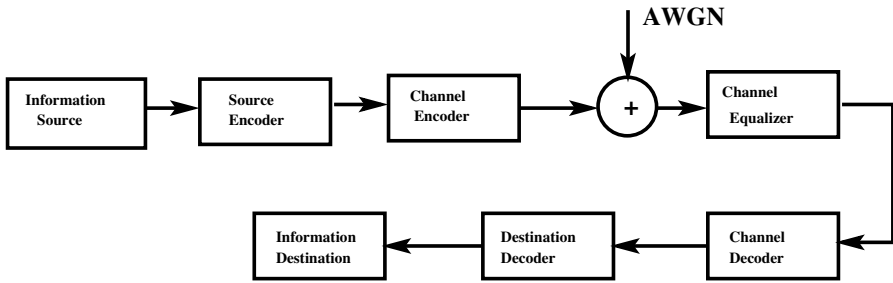 AWGN
Information
Source
Source
Encoder
Channel
Encoder
+
Channel
Equalizer
Information
Destination
Destination
Decoder
Channel
Decoder